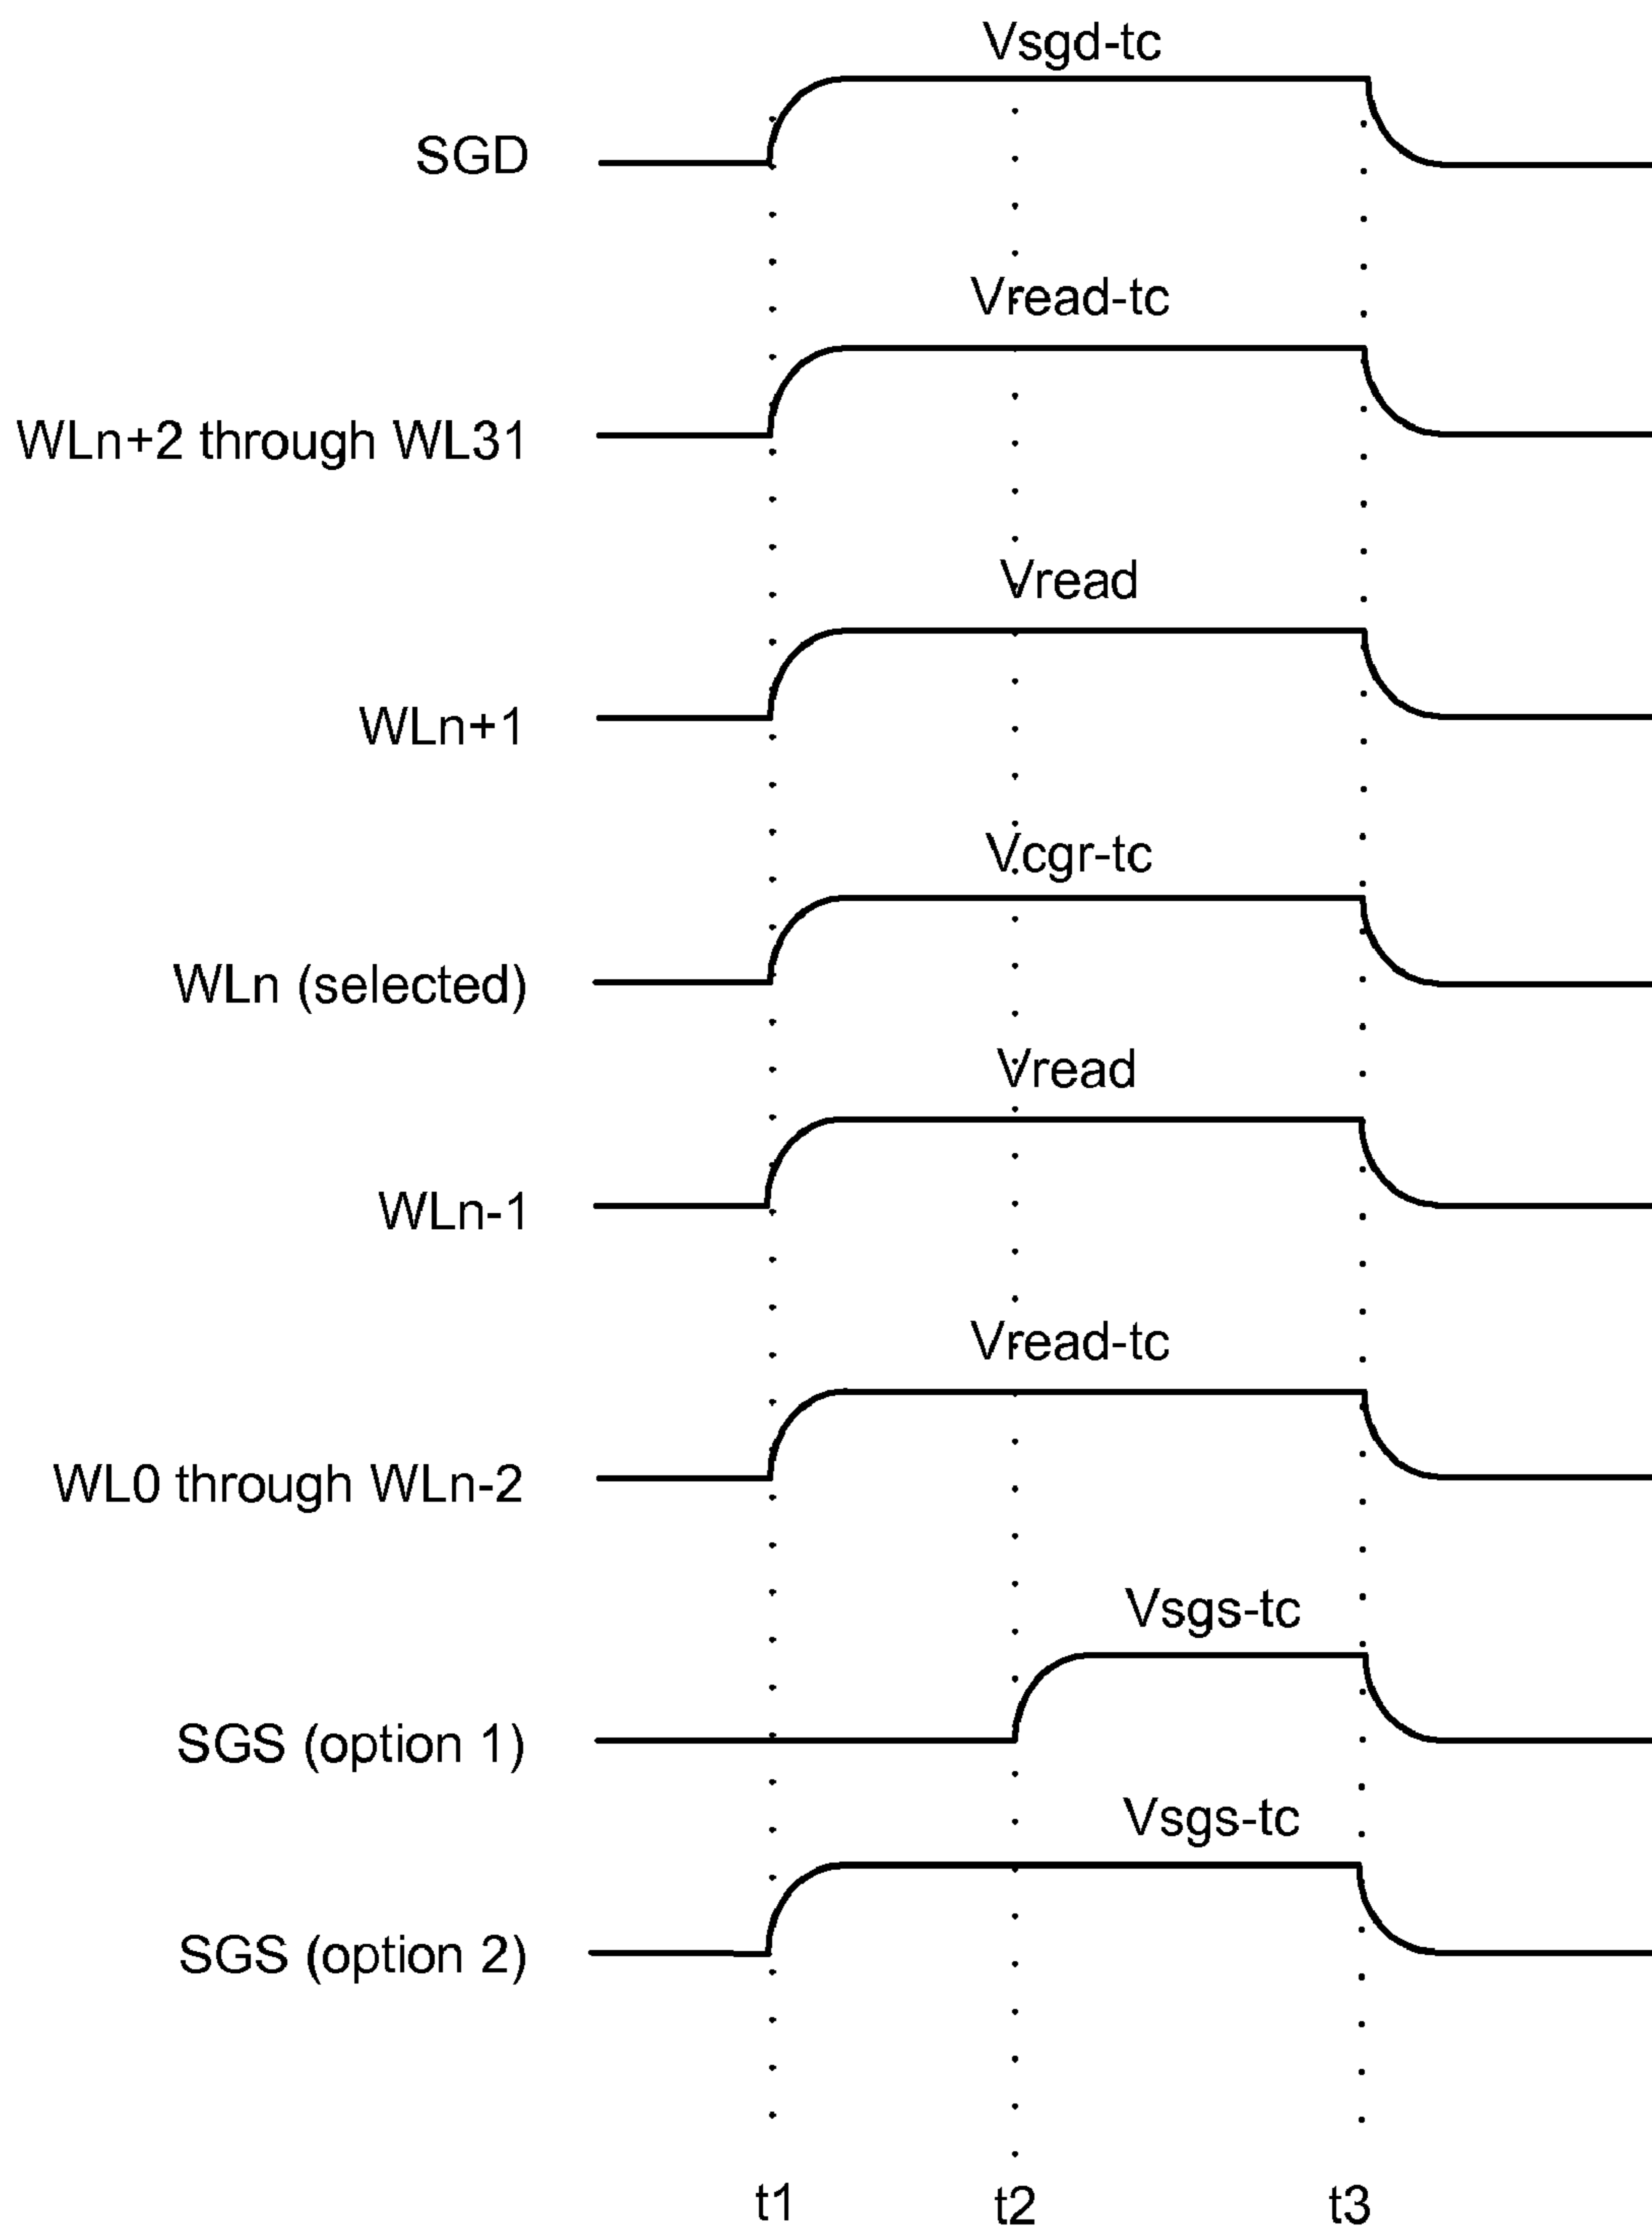 Vsgd-tc
SGD
Vread-tc
WLn+2 through WL31
Vread
WLn+1
Vcgr-tc
WLn (selected)
Vread
WLn-1
Vread-tc
WL0 through WLn-2
Vsgs-tc
SGS (option 1)
Vsgs-tc
SGS (option 2)
t1 t2 t3